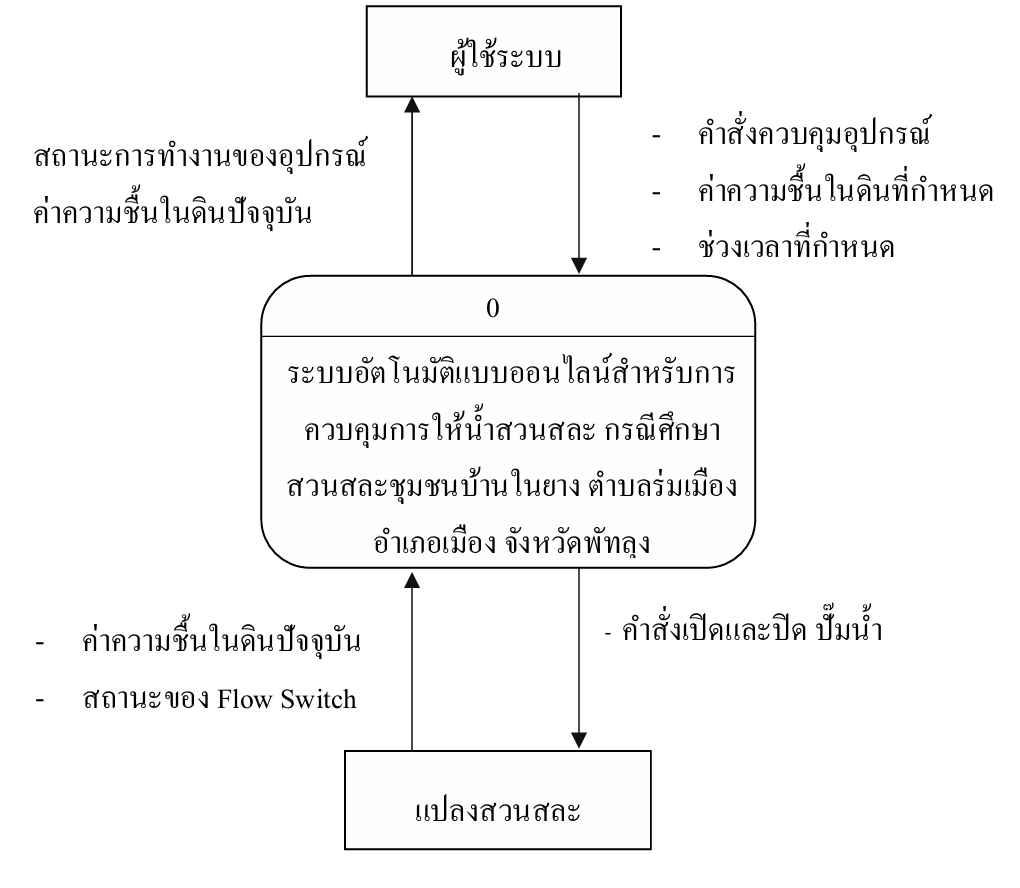 ผู้ใช้ระบบ
สถานะการทำงานของอุปกรณ์
ค่าความชื้นในดินปัจจุบัน
- คำสั่งควบคุมอุปกรณ์
- ค่าความชื้นในดินที่กำหนด
- ช่วงเวลาที่กำหนด
0
ระบบอัตโนมัติแบบออนไลน์สำหรับการ
ควบคุมการให้น้ำสวนสละ กรณีศึกษา
สวนสละชุมชนบ้านในยาง ตำบลร่มเมือง
อำเภอเมือง จังหวัดพัทลุง
- ค่าความชื้นในดินปัจจุบัน
- สถานะของ Flow Switch
- คำสั่งเปิดและปิด ปั๊มน้ำ
แปลงสวนสละ